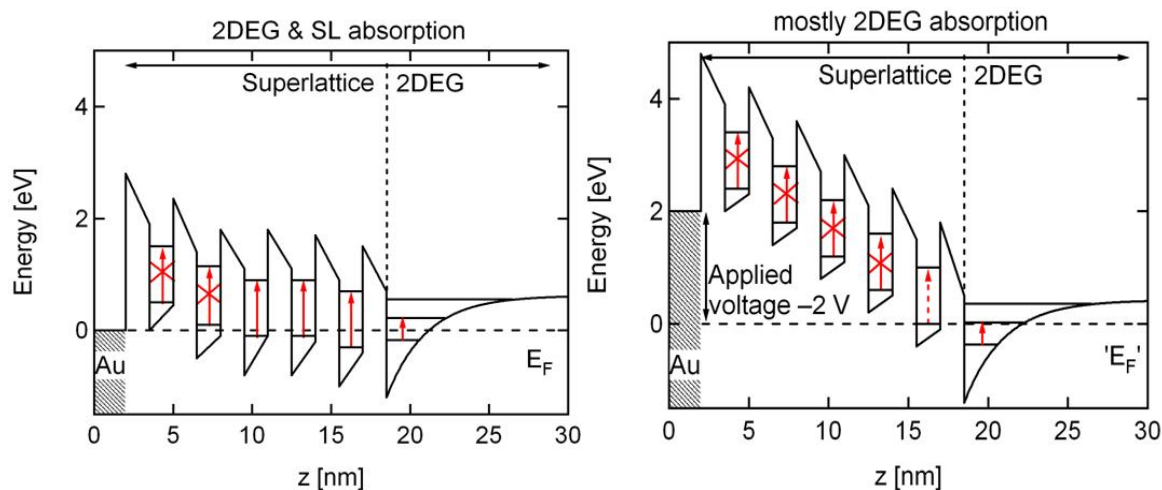 2DEG & SL absorption
Superlattice 2DEG
4
2
0
Energy [eV]
Au
E_F
0 5 10 15 20 25 30
z [nm]
mostly 2DEG absorption
Superlattice 2DEG
4
2
0
Energy [eV]
Applied
voltage –2 V
Au
'E_F'
0 5 10 15 20 25 30
z [nm]